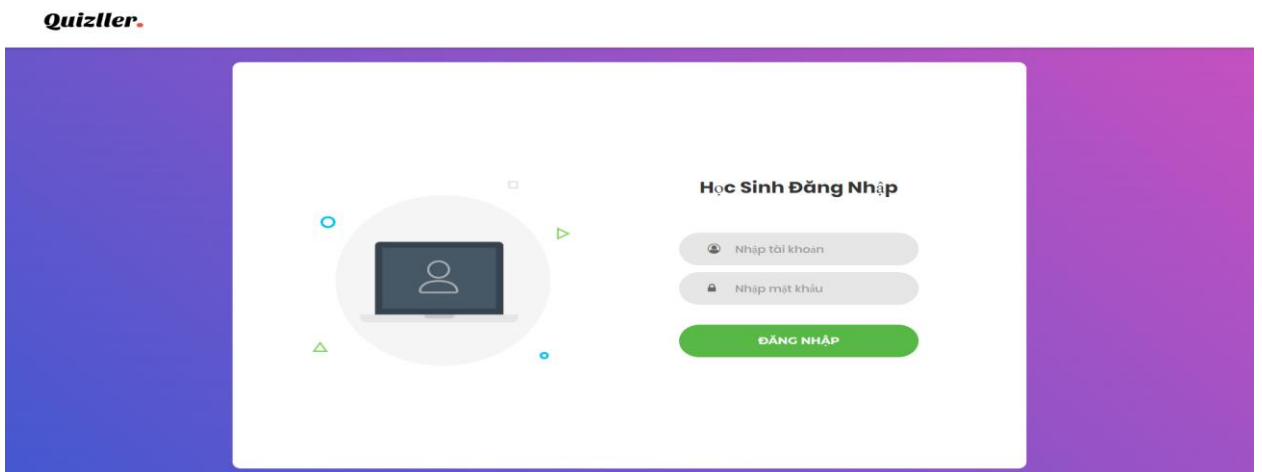 Quizller.
Học Sinh Đăng Nhập
Nhập tài khoản
Nhập mật khẩu
ĐĂNG NHẬP